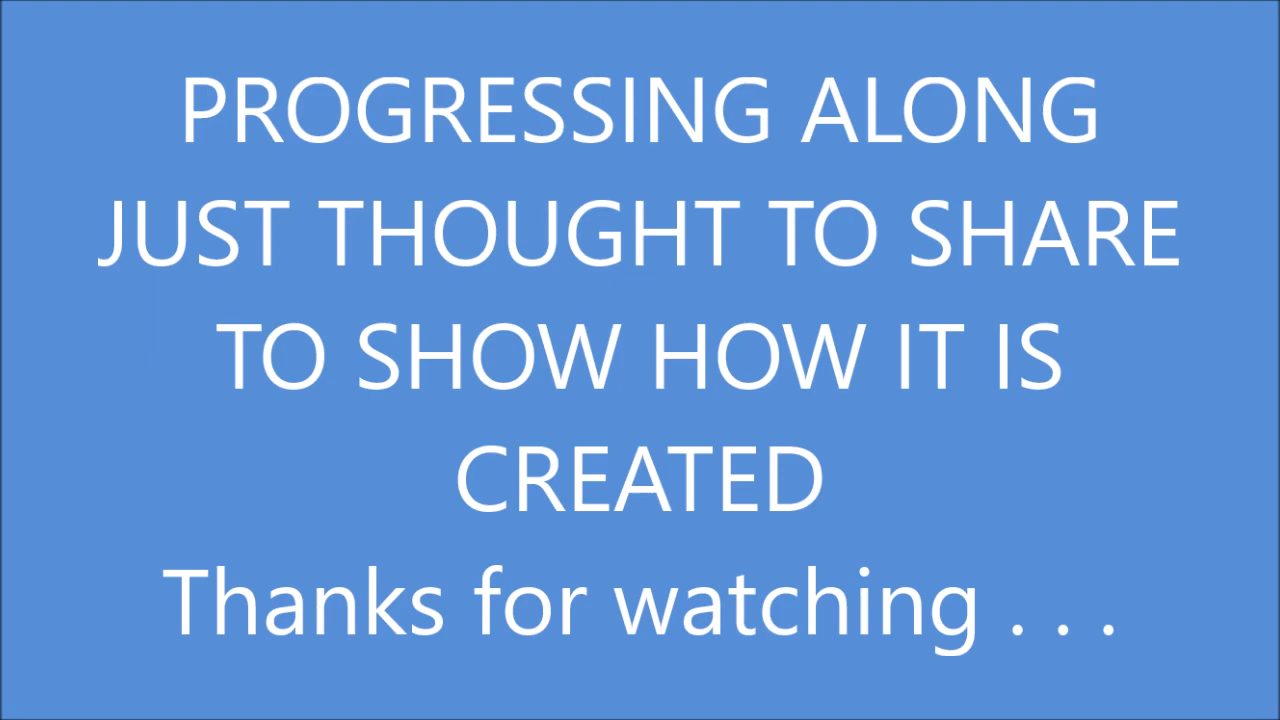 PROGRESSING ALONG
JUST THOUGHT TO SHARE
TO SHOW HOW IT IS
CREATED
Thanks for watching . . .